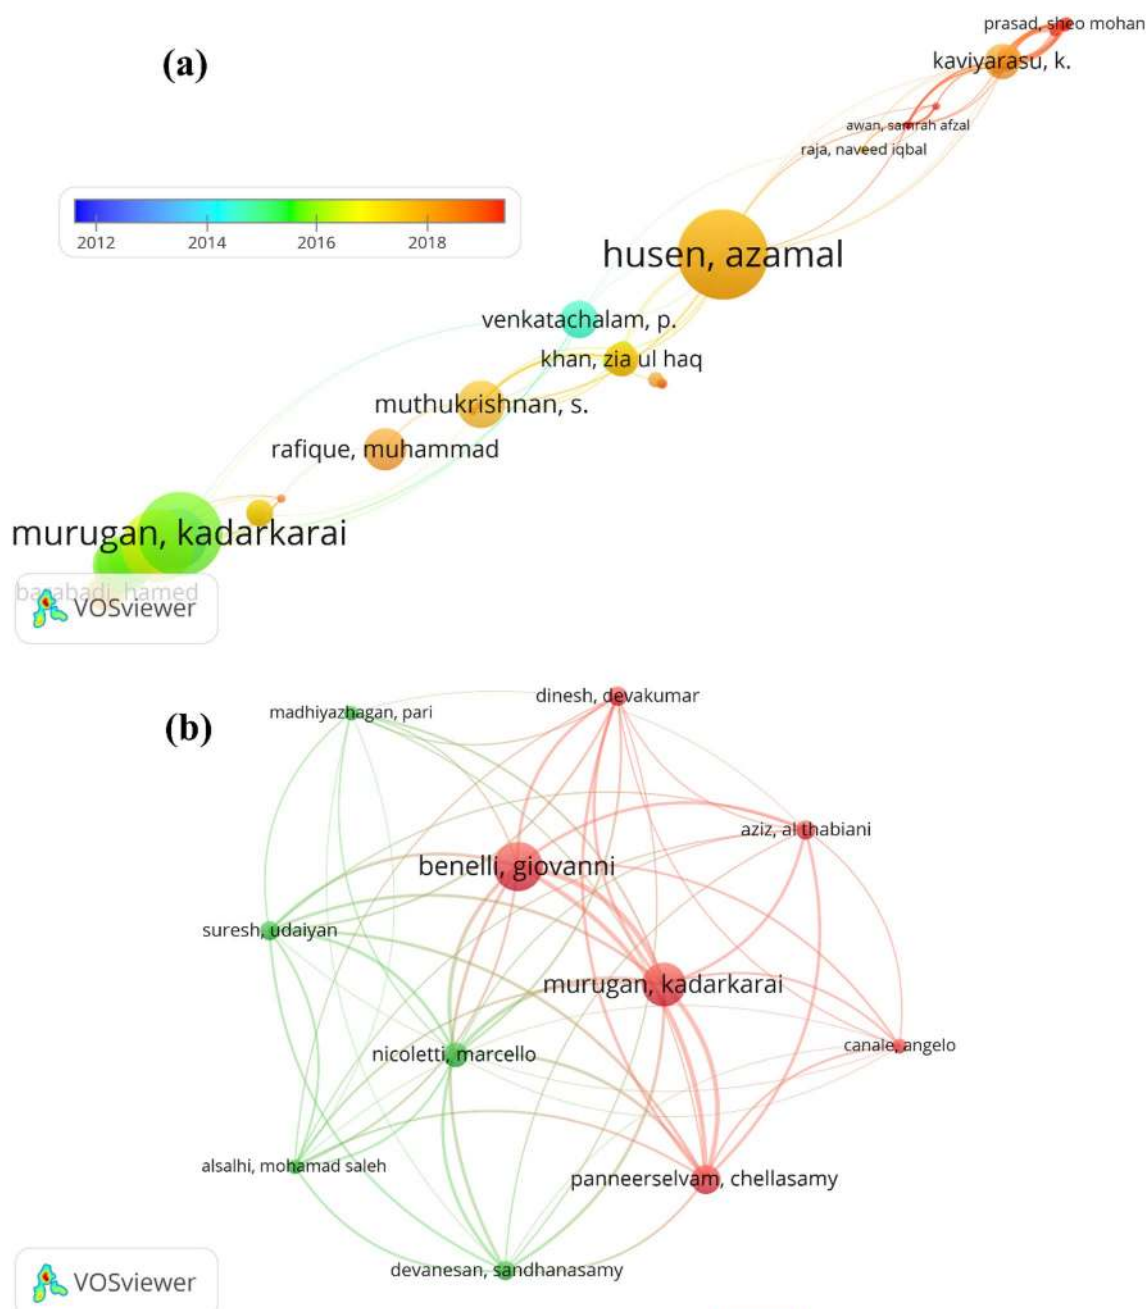 (a)
prasad, sheo mohan
kaviyarasu, k.
awan, samrah afzal
raja, naveed iqbal
2012 2014 2016 2018
husen, azamal
venkatachalam, p.
khan, zia ul haq
muthukrishnan, s.
rafique, muhammad
murugan, kadarkarai
barabadi, hamed
VOSviewer
(b)
dinesh, devakumar
madhiyazhagan, pari
aziz, al thabiani
benelli, giovanni
suresh, udaiyan
murugan, kadarkarai
nicoletti, marcello
canale, angelo
alsalhi, mohamad saleh
panneerselvam, chellasamy
devanesan, sandhanasamy
VOSviewer